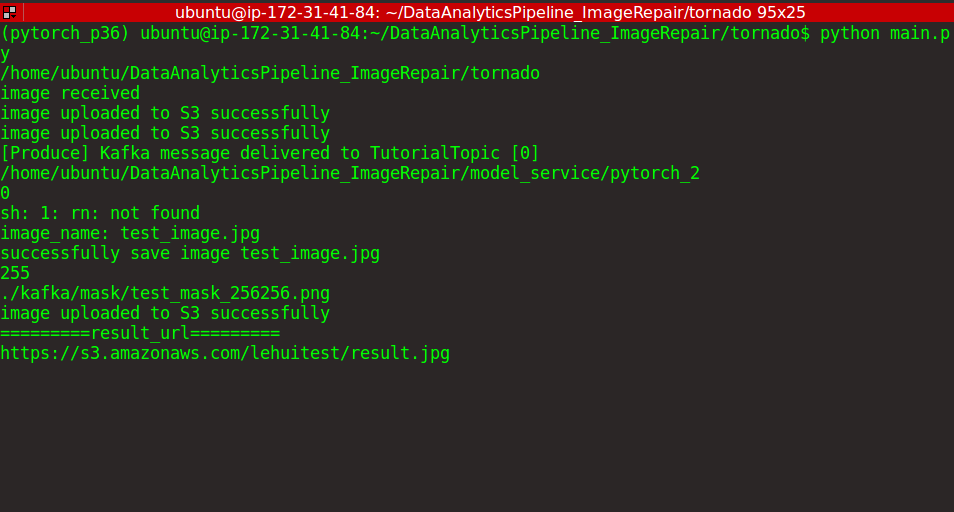 ubuntu@ip-172-31-41-84: ~/DataAnalyticsPipeline_ImageRepair/tornado 95x25
(pytorch_p36) ubuntu@ip-172-31-41-84:~/DataAnalyticsPipeline_ImageRepair/tornado$ python main.p
y
/home/ubuntu/DataAnalyticsPipeline_ImageRepair/tornado
image received
image uploaded to S3 successfully
image uploaded to S3 successfully
[Produce] Kafka message delivered to TutorialTopic [0]
/home/ubuntu/DataAnalyticsPipeline_ImageRepair/model_service/pytorch_2
0
sh: 1: rn: not found
image_name: test_image.jpg
successfully save image test_image.jpg
255
./kafka/mask/test_mask_256256.png
image uploaded to S3 successfully
=========result_url=========
https://s3.amazonaws.com/lehuitest/result.jpg